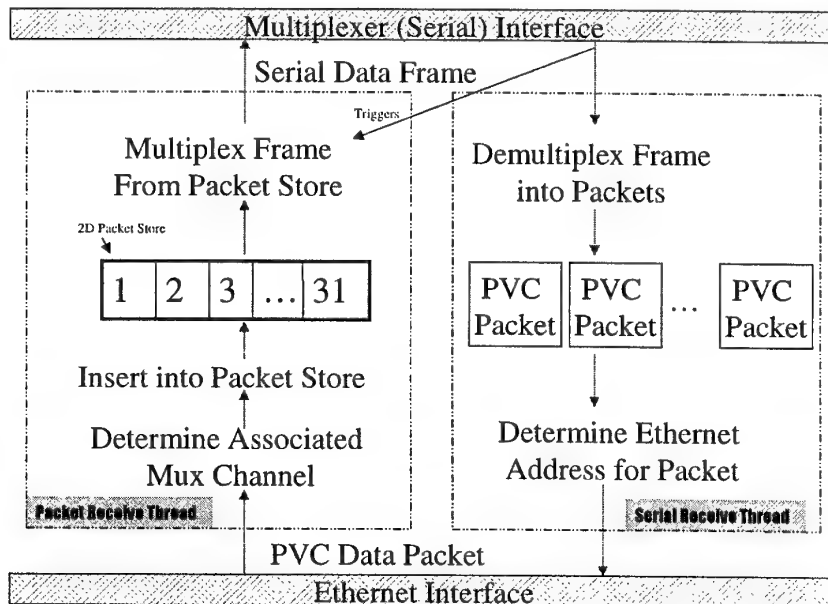 Multiplexer (Serial) Interface
Serial Data Frame
Triggers
Multiplex Frame
From Packet Store
2D Packet Store
1 2 3 ... 31
Insert into Packet Store
Determine Associated
Mux Channel
Packet Receive Thread
PVC Data Packet
Demultiplex Frame
into Packets
PVC
Packet
PVC
Packet
...
PVC
Packet
Determine Ethernet
Address for Packet
Serial Receive Thread
Ethernet Interface